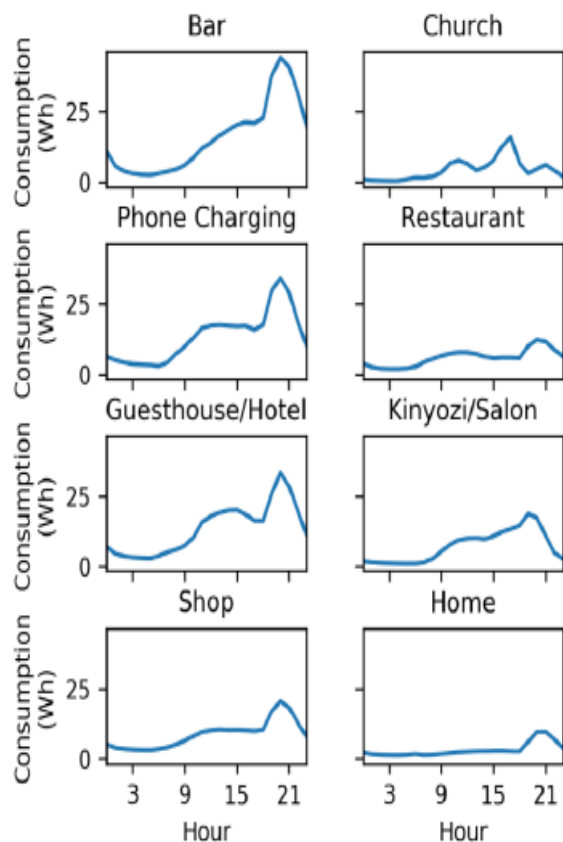 Bar
Church
Consumption
(Wh)
25
0
Phone Charging
Restaurant
Consumption
(Wh)
25
0
Guesthouse/Hotel
Kinyozi/Salon
Consumption
(Wh)
25
0
Shop
Home
Consumption
(Wh)
25
0
3 9 15 21
3 9 15 21
Hour
Hour